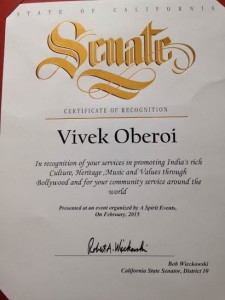 STATE OF CALIFORNIA
Senate
CERTIFICATE OF RECOGNITION
Vivek Oberoi
In recognition of your services in promoting India's rich
Culture, Heritage ,Music and Values through
Bollywood and for your community service around the
world
Presented at an event organized by A Spirit Events,
On February, 2015
Robert A. Wieckowski
Bob Wieckowski
California State Senator, District 10